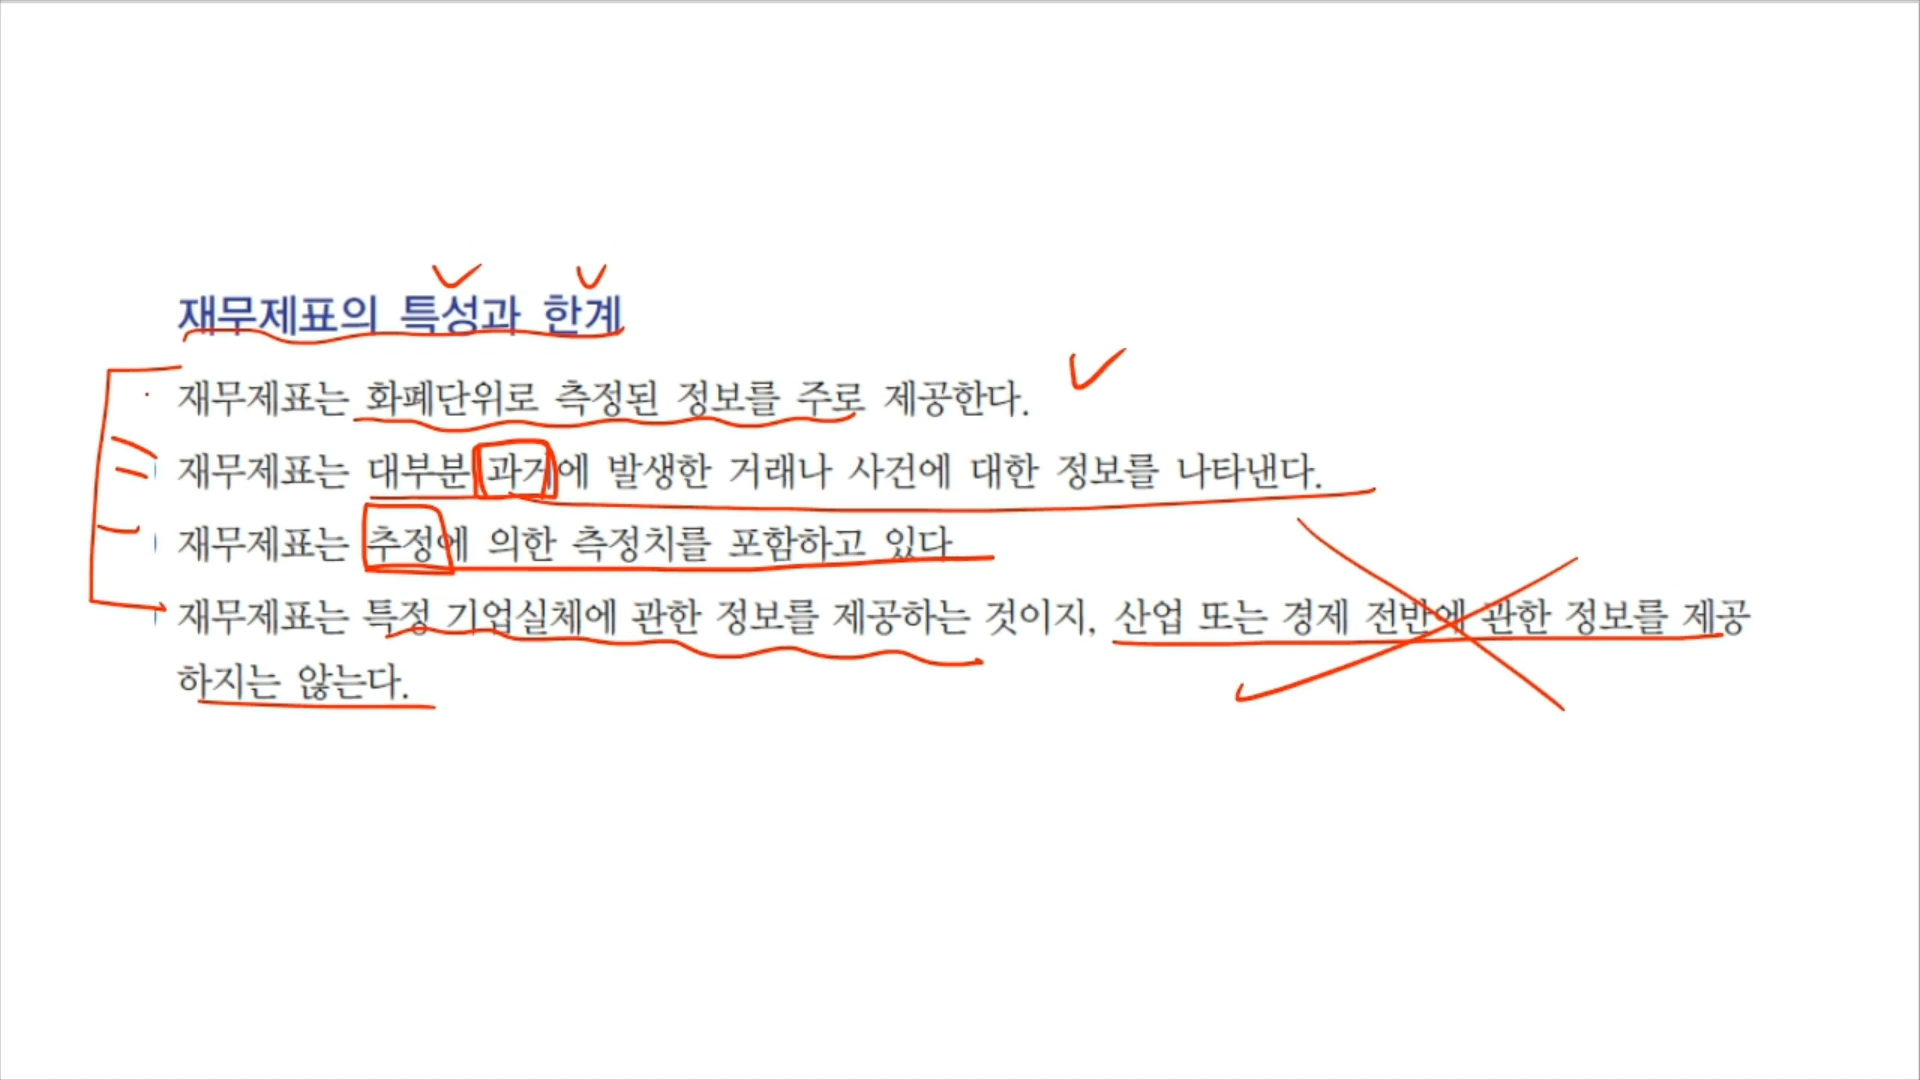 재무제표의 특성과 한계
재무제표는 화폐단위로 측정된 정보를 주로 제공한다.
재무제표는 대부분 과거에 발생한 거래나 사건에 대한 정보를 나타낸다.
재무제표는 추정에 의한 측정치를 포함하고 있다
재무제표는 특정 기업실체에 관한 정보를 제공하는 것이지, 산업 또는 경제 전반에 관한 정보를 제공
하지는 않는다.